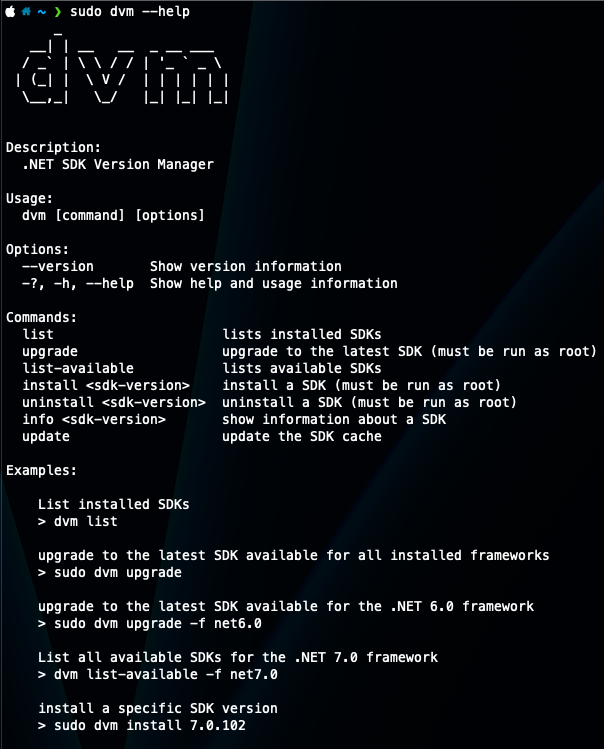 ~ ❯ sudo dvm --help
dvm
Description:
.NET SDK Version Manager
Usage:
dvm [command] [options]
Options:
--version Show version information
-?, -h, --help Show help and usage information
Commands:
list lists installed SDKs
upgrade upgrade to the latest SDK (must be run as root)
list-available lists available SDKs
install <sdk-version> install a SDK (must be run as root)
uninstall <sdk-version> uninstall a SDK (must be run as root)
info <sdk-version> show information about a SDK
update update the SDK cache
Examples:
List installed SDKs
> dvm list
upgrade to the latest SDK available for all installed frameworks
> sudo dvm upgrade
upgrade to the latest SDK available for the .NET 6.0 framework
> sudo dvm upgrade -f net6.0
List all available SDKs for the .NET 7.0 framework
> dvm list-available -f net7.0
install a specific SDK version
> sudo dvm install 7.0.102